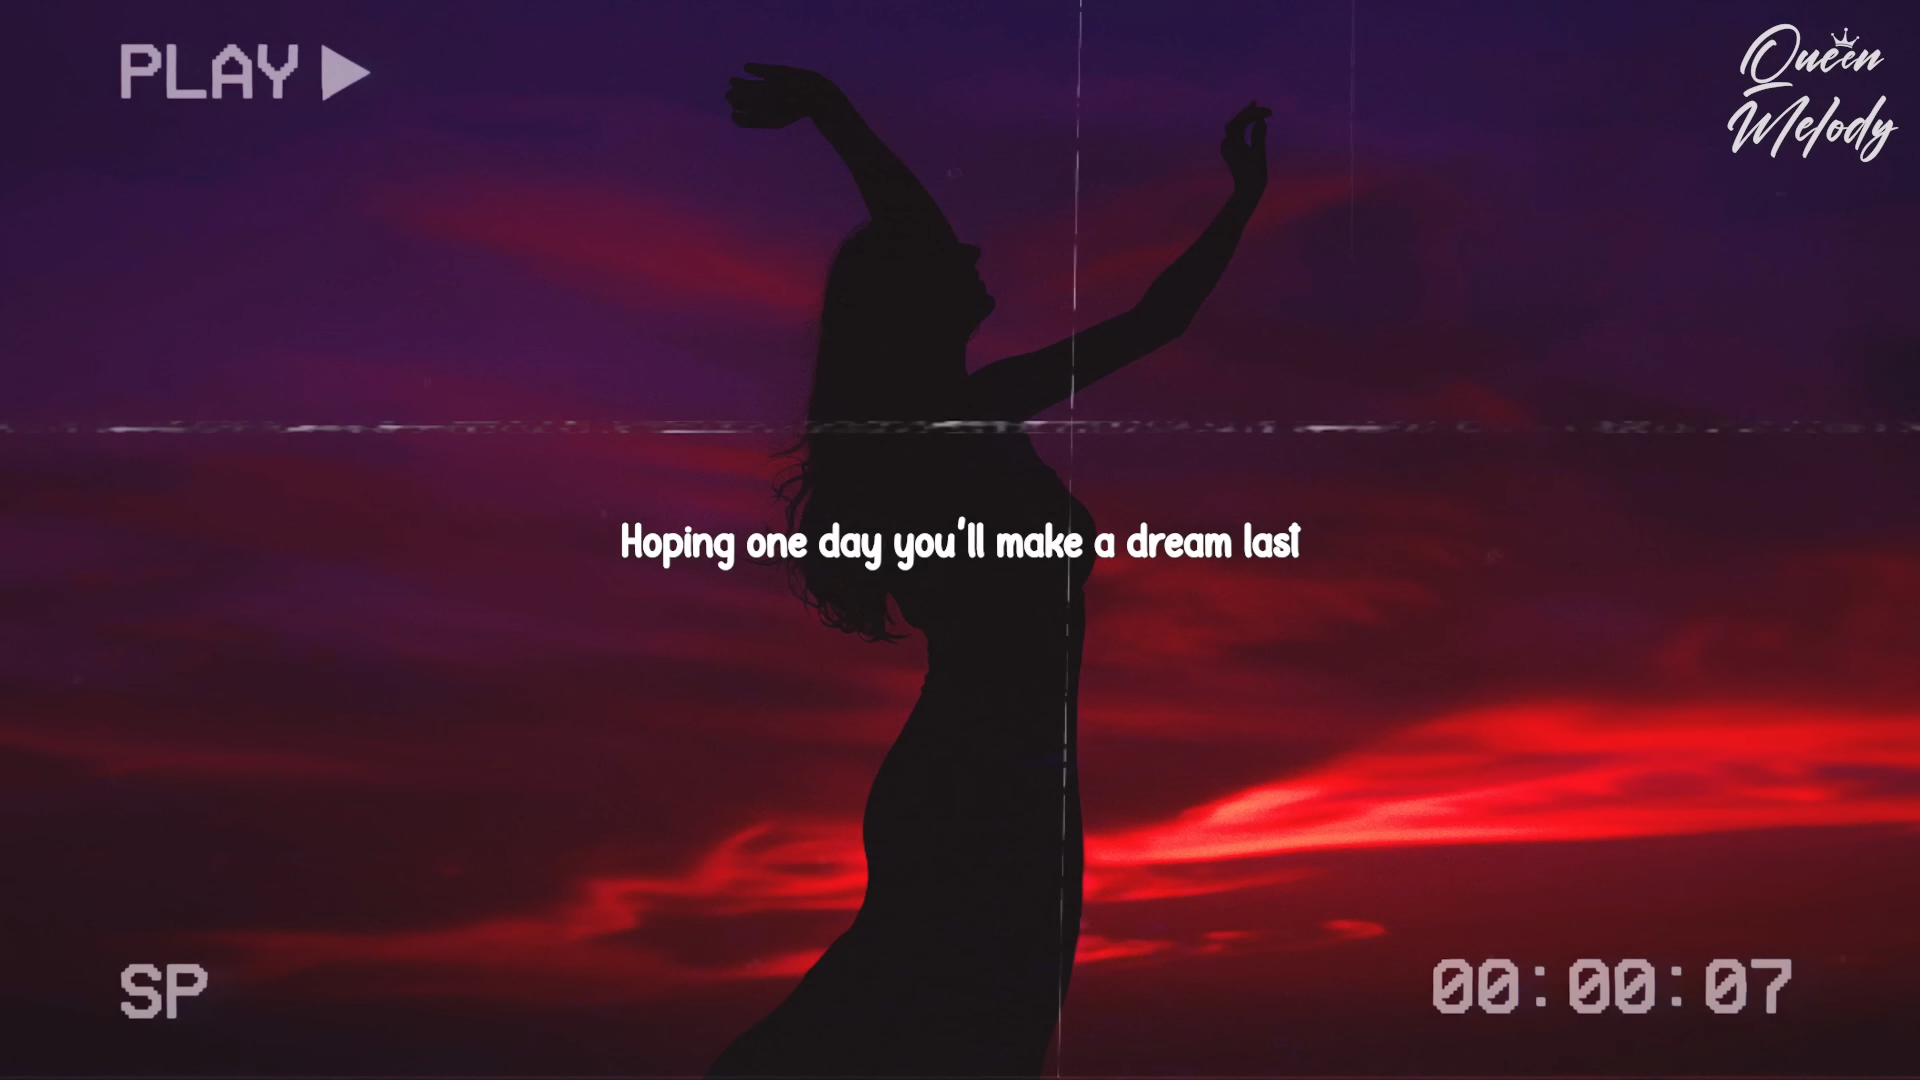 PLAY
Queen
Melody
Hoping one day you'll make a dream last
SP
00:00:07